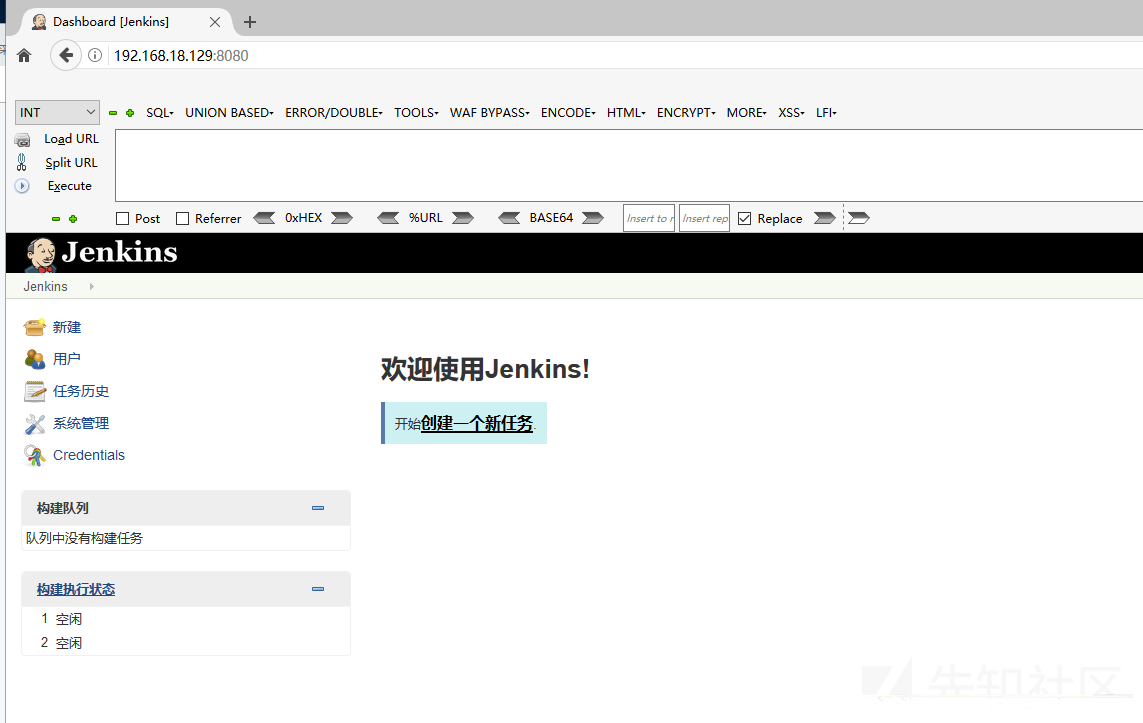 Dashboard [Jenkins]
192.168.18.129:8080
INT SQL UNION BASED ERROR/DOUBLE TOOLS WAF BYPASS ENCODE HTML ENCRYPT MORE XSS LFI
Load URL
Split URL
Execute
Post Referrer 0xHEX %URL BASE64 Insert to r Insert rep Replace
Jenkins
Jenkins
新建
用户
任务历史
系统管理
Credentials
欢迎使用Jenkins!
开始创建一个新任务.
构建队列
队列中没有构建任务
构建执行状态
1 空闲
2 空闲
先知社区